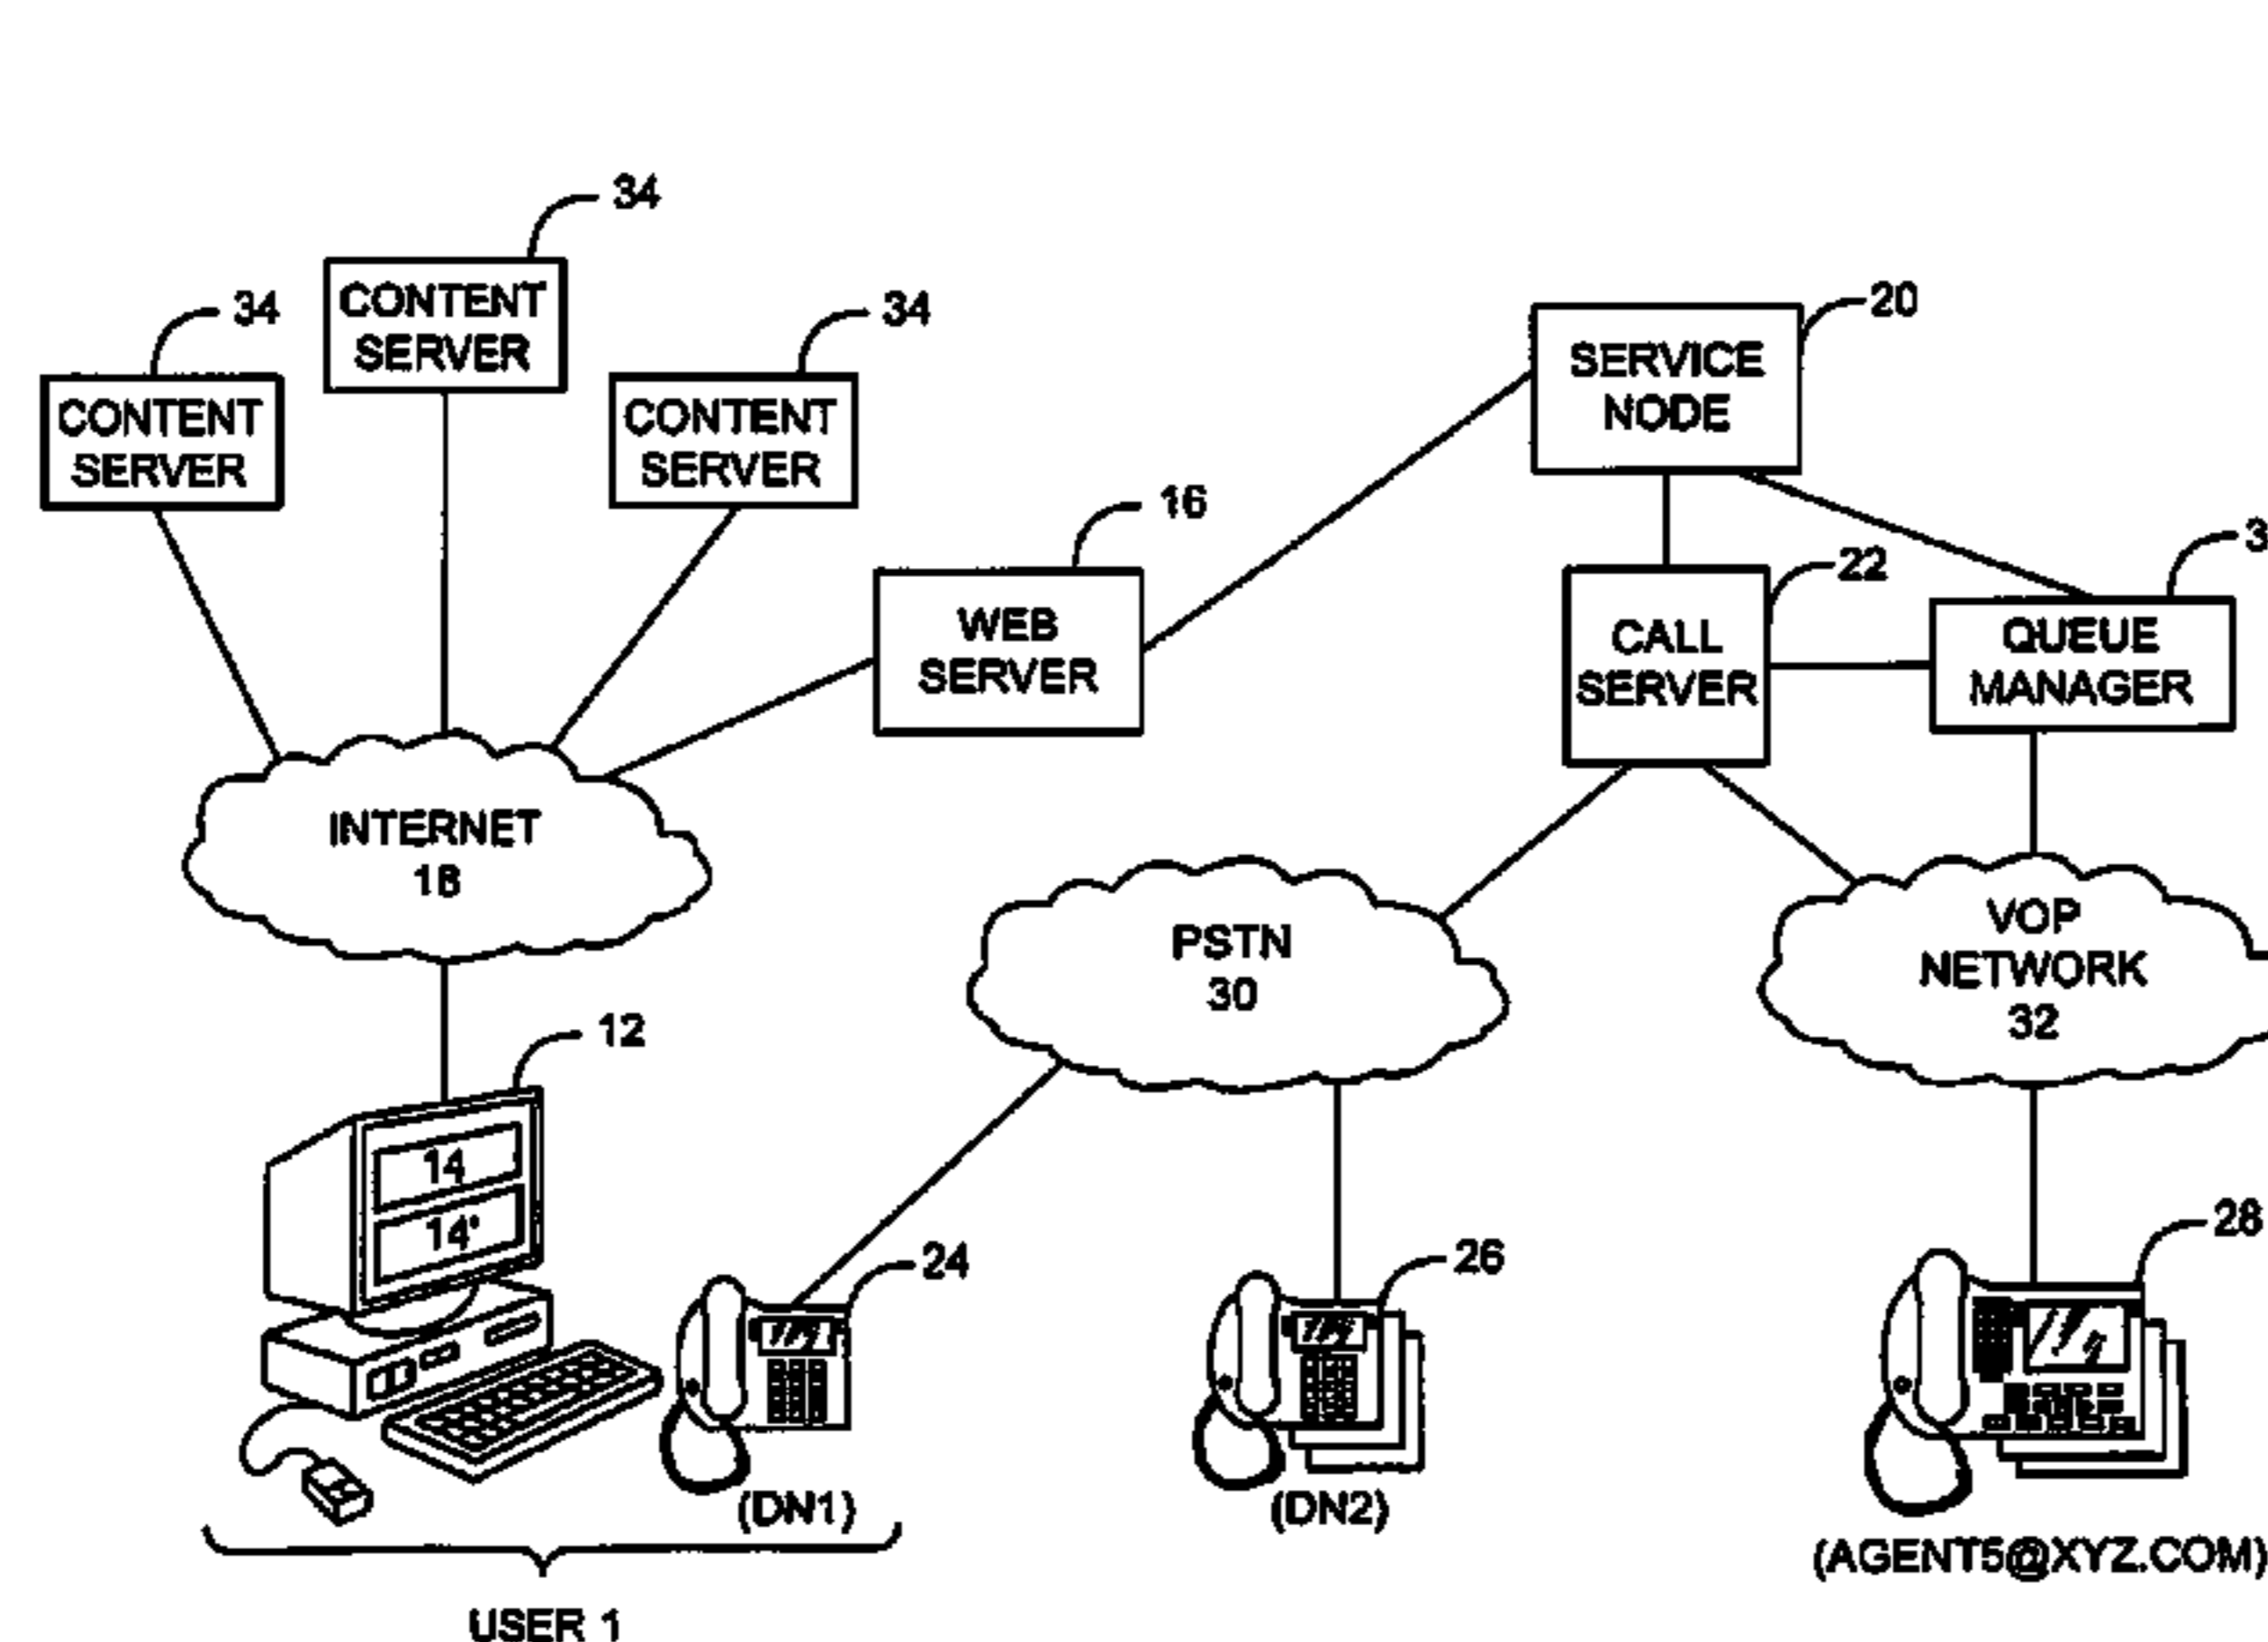 34
34
34
20
CONTENT
SERVER
CONTENT
SERVER
CONTENT
SERVER
SERVICE
NODE
16
22
3
WEB
SERVER
CALL
SERVER
QUEUE
MANAGER
INTERNET
18
PSTN
30
VOP
NETWORK
32
12
14
14'
24
26
28
(DN1)
(DN2)
(AGENT5@XYZ.COM)
USER 1